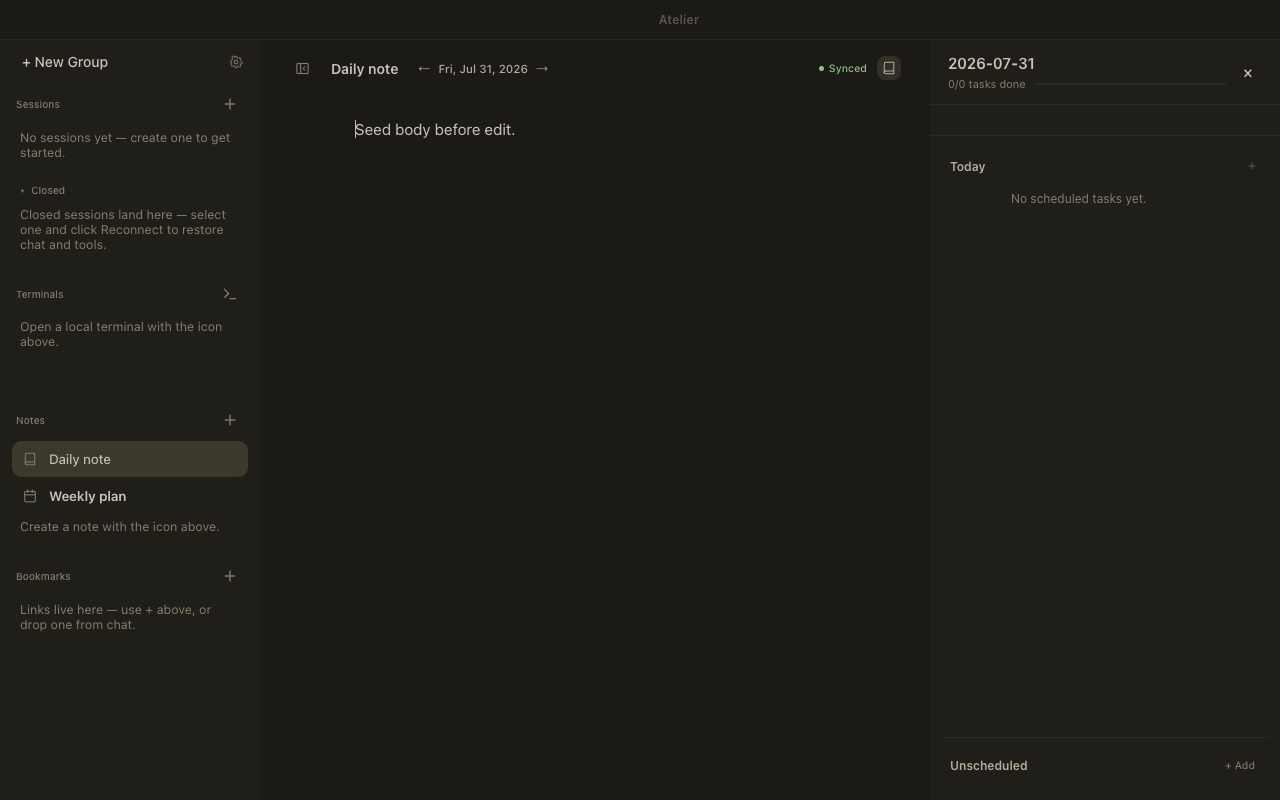 Atelier
+ New Group
Sessions
No sessions yet — create one to get
started.
Closed
Closed sessions land here — select
one and click Reconnect to restore
chat and tools.
Terminals
Open a local terminal with the icon
above.
Notes
Daily note
Weekly plan
Create a note with the icon above.
Bookmarks
Links live here — use + above, or
drop one from chat.
Daily note
← Fri, Jul 31, 2026 →
Synced
Seed body before edit.
2026-07-31
0/0 tasks done
×
Today
+
No scheduled tasks yet.
Unscheduled
+ Add